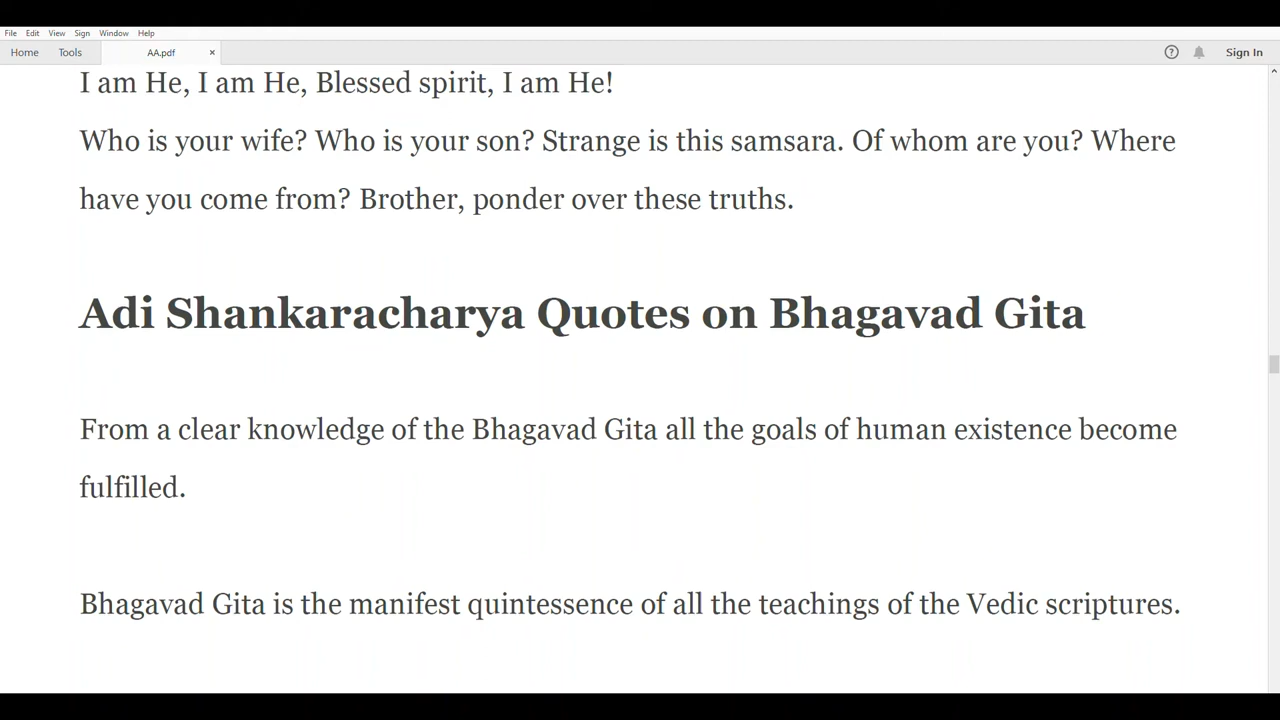 File Edit View Sign Window Help
Home Tools AA.pdf × ? Sign In
I am He, I am He, Blessed spirit, I am He!
Who is your wife? Who is your son? Strange is this samsara. Of whom are you? Where
have you come from? Brother, ponder over these truths.
Adi Shankaracharya Quotes on Bhagavad Gita
From a clear knowledge of the Bhagavad Gita all the goals of human existence become
fulfilled.
Bhagavad Gita is the manifest quintessence of all the teachings of the Vedic scriptures.